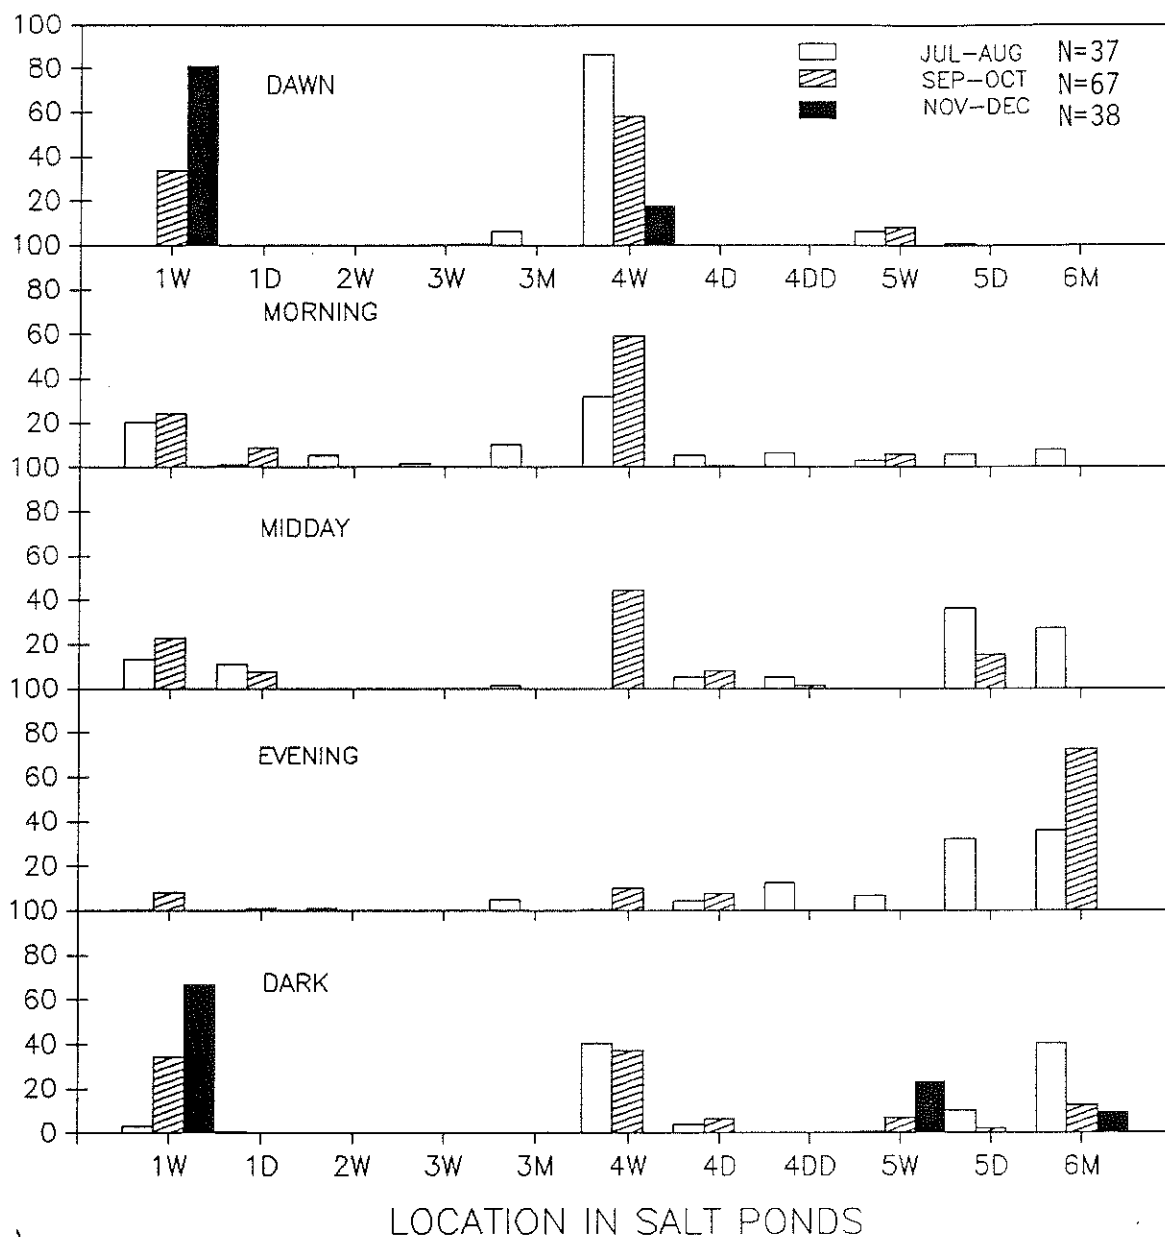 100
80
60
40
20
100
DAWN
JUL-AUG N=37
SEP-OCT N=67
NOV-DEC N=38
1W 1D 2W 3W 3M 4W 4D 4DD 5W 5D 6M
MORNING
80
60
40
20
100
MIDDAY
80
60
40
20
100
EVENING
80
60
40
20
100
DARK
80
60
40
20
0
1W 1D 2W 3W 3M 4W 4D 4DD 5W 5D 6M
LOCATION IN SALT PONDS